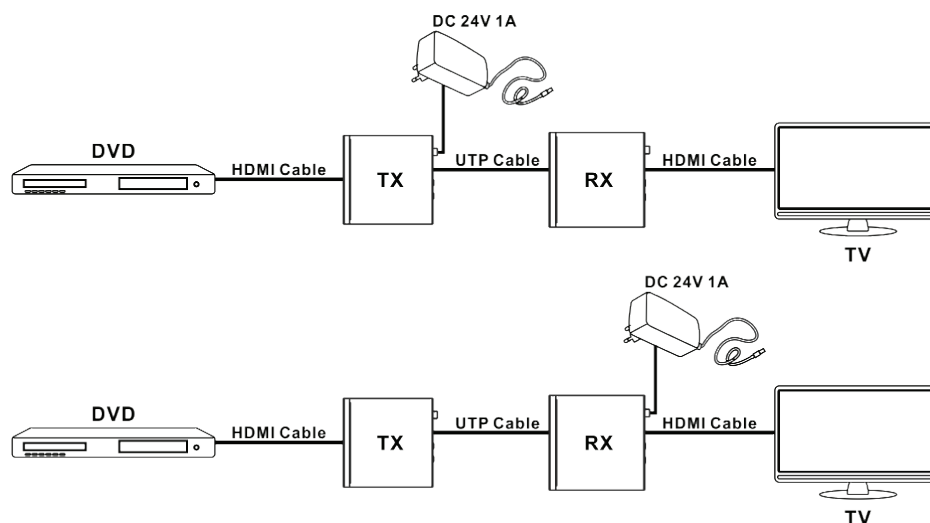 DC 24V 1A
DVD
HDMI Cable
TX
UTP Cable
RX
HDMI Cable
TV
DC 24V 1A
DVD
HDMI Cable
TX
UTP Cable
RX
HDMI Cable
TV